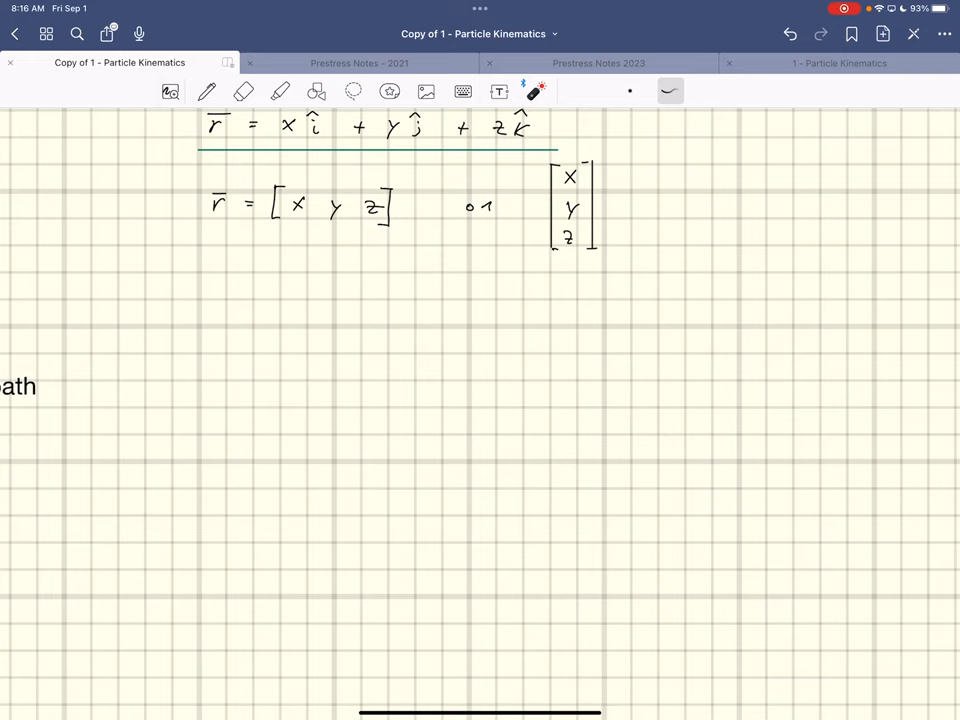 8:16 AM Fri Sep 1 93%
Copy of 1 - Particle Kinematics
Copy of 1 - Particle Kinematics Prestress Notes - 2021 Prestress Notes 2023 1 - Particle Kinematics
r̅ = x î + y ĵ + z k̂
r̅ = [ x y z ] or [ x
y
z ]
path